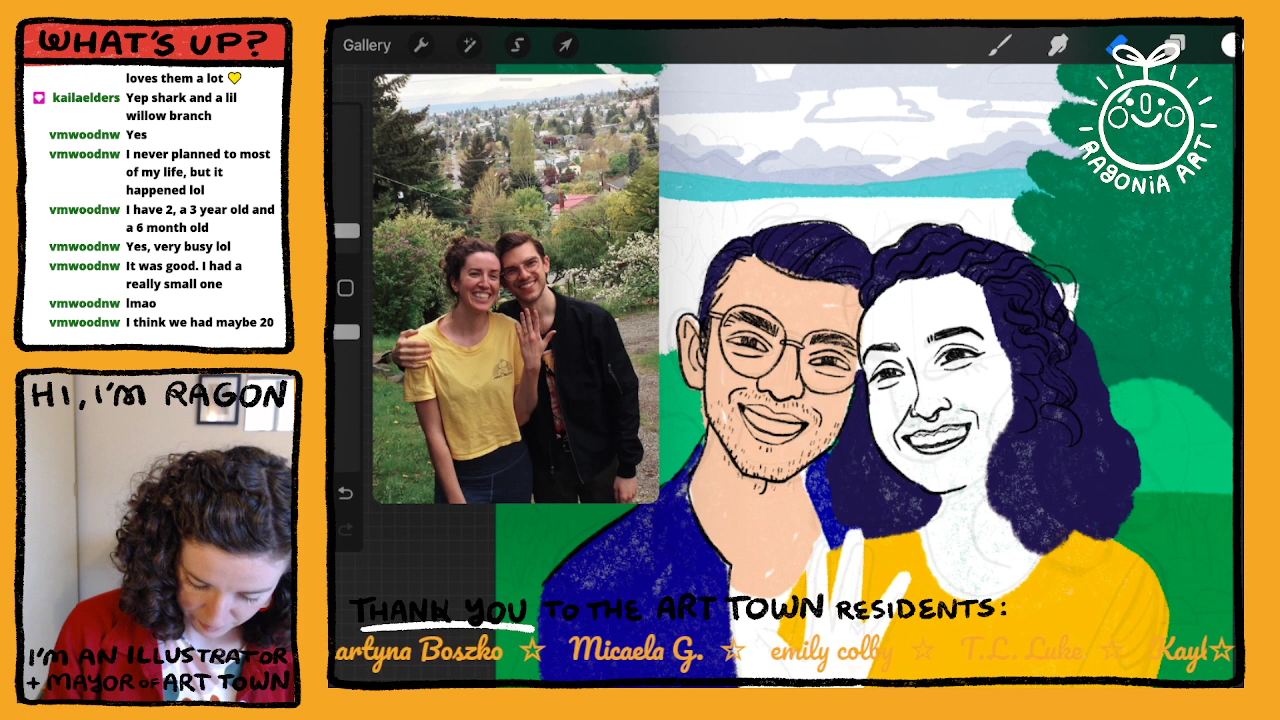 WHAT'S UP?
loves them a lot 💛
kailaelders Yep shark and a lil
willow branch
vmwoodnw Yes
vmwoodnw I never planned to most
of my life, but it
happened lol
vmwoodnw I have 2, a 3 year old and
a 6 month old
vmwoodnw Yes, very busy lol
vmwoodnw It was good. I had a
really small one
vmwoodnw lmao
vmwoodnw I think we had maybe 20
HI, I'M RAGON
I'M AN ILLUSTRATOR
+ MAYOR OF ART TOWN
Gallery
RAGONIA ART
THANK YOU TO THE ART TOWN RESIDENTS:
artyna Boszko ☆ Micaela G. ☆ emily colby ☆ T.L. Luke ☆ Kayl☆